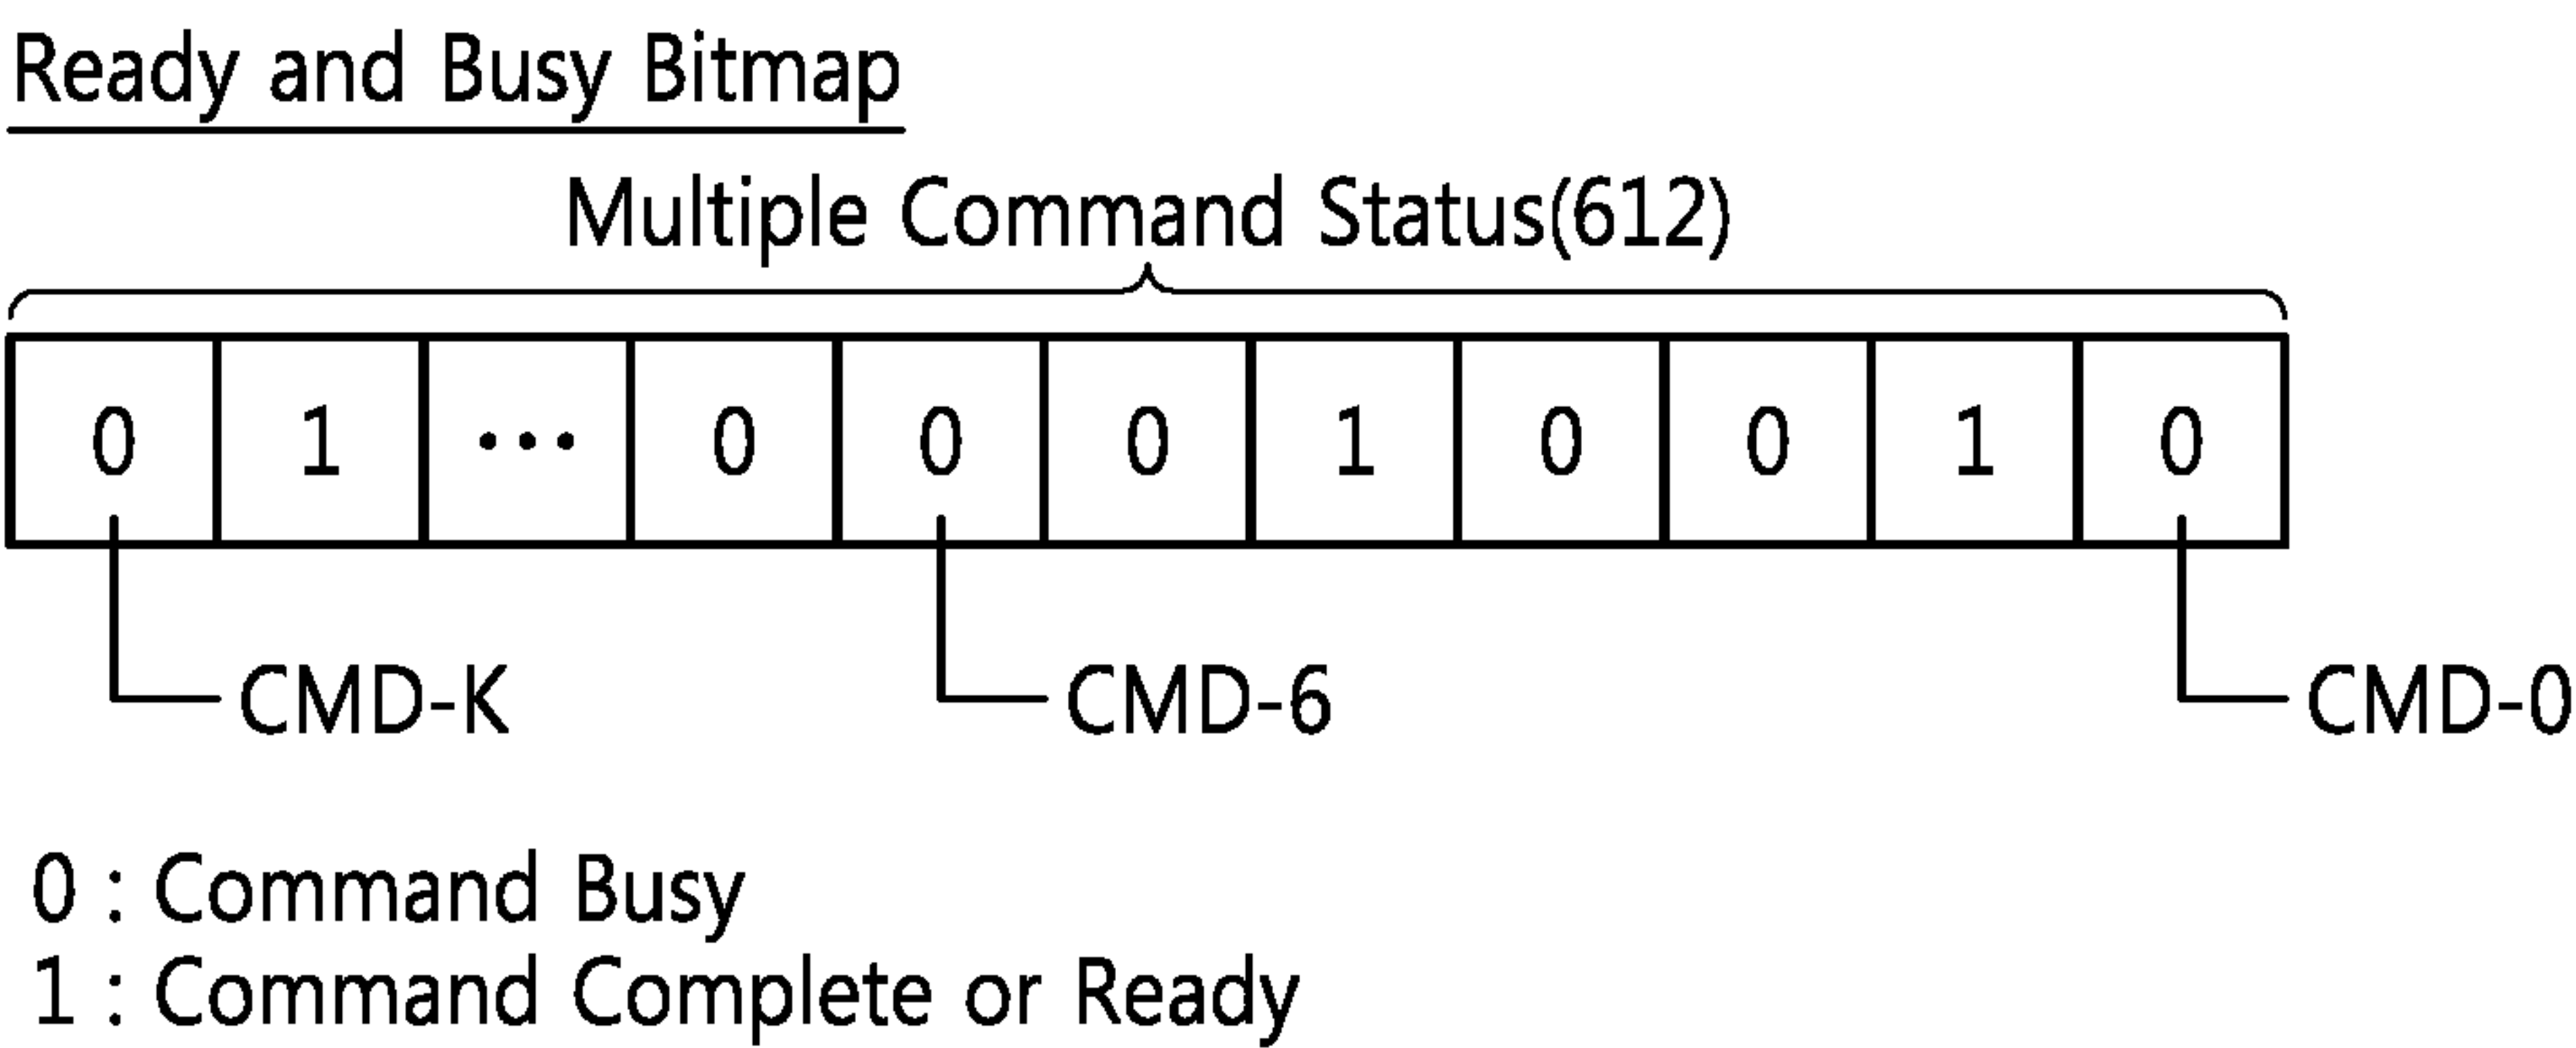 Ready and Busy Bitmap
Multiple Command Status(612)
0 1 ··· 0 0 0 1 0 0 1 0
CMD-K CMD-6 CMD-0
0 : Command Busy
1 : Command Complete or Ready